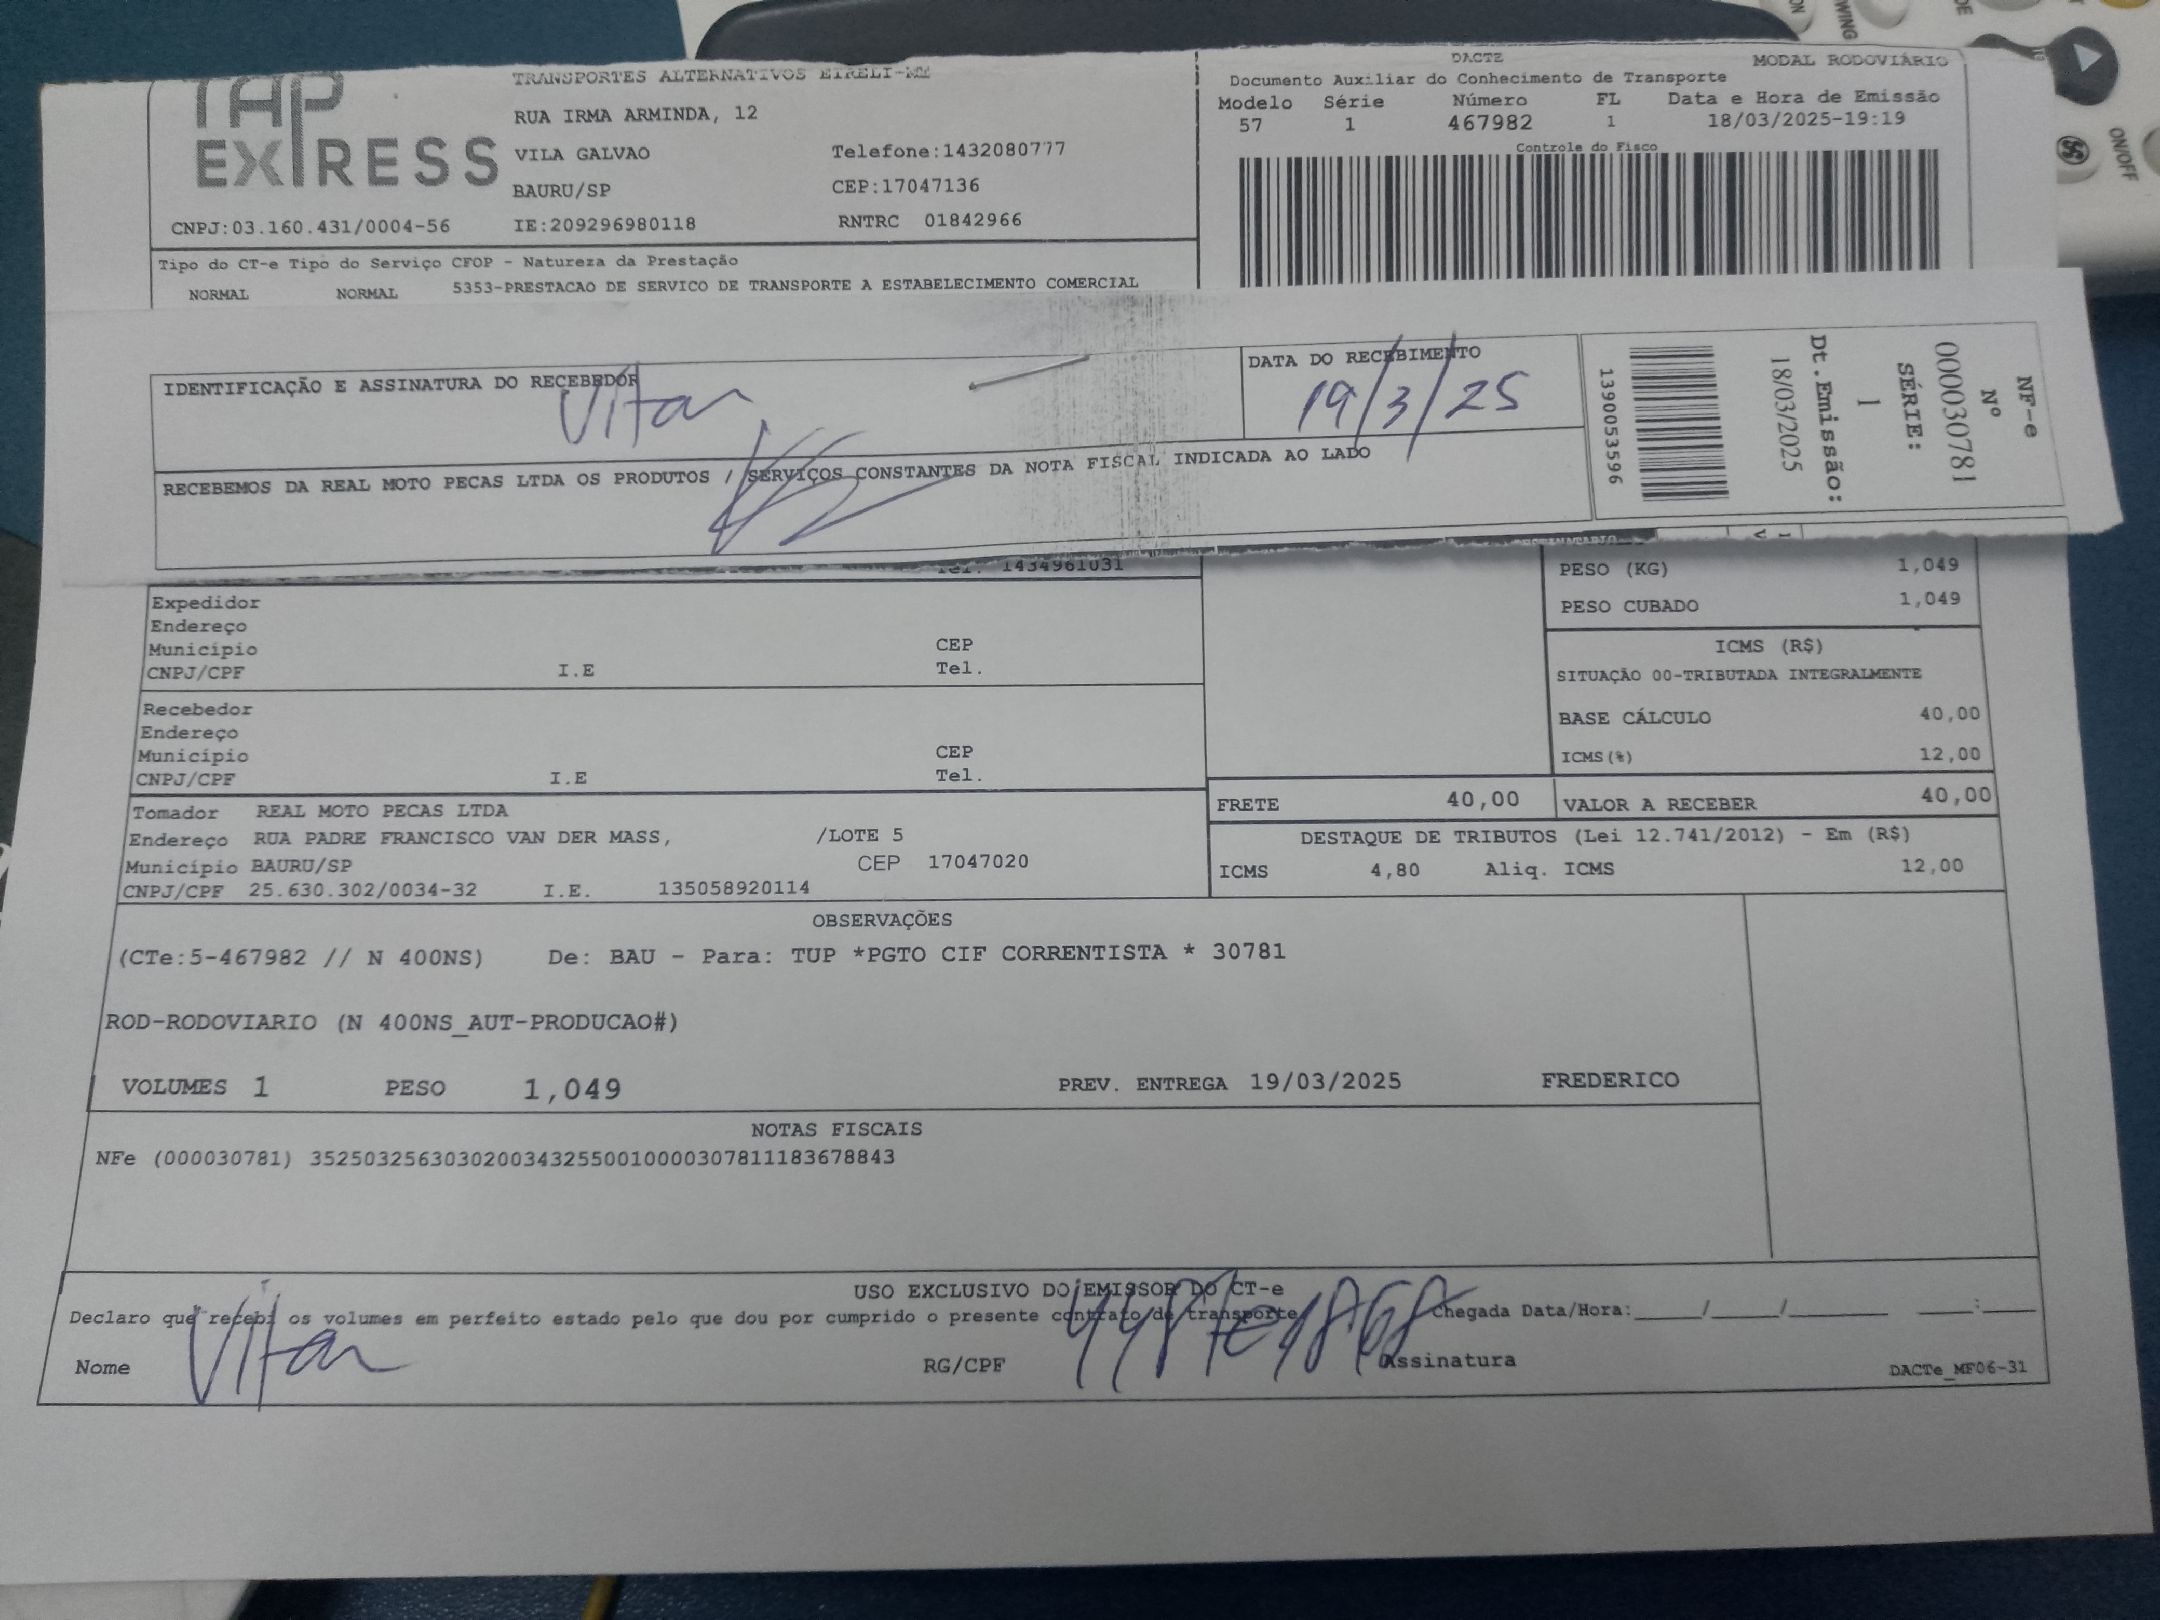 TAP
EXPRESS
TRANSPORTES ALTERNATIVOS EIRELI-ME
RUA IRMA ARMINDA, 12
VILA GALVAO Telefone:1432080777
BAURU/SP CEP:17047136
CNPJ:03.160.431/0004-56 IE:209296980118 RNTRC 01842966
DACTE MODAL RODOVIÁRIO
Documento Auxiliar do Conhecimento de Transporte
Modelo Série Número FL Data e Hora de Emissão
57 1 467982 1 18/03/2025-19:19
Controle do Fisco
Tipo do CT-e Tipo do Serviço CFOP - Natureza da Prestação
NORMAL NORMAL 5353-PRESTACAO DE SERVICO DE TRANSPORTE A ESTABELECIMENTO COMERCIAL
IDENTIFICAÇÃO E ASSINATURA DO RECEBEDOR
Vitor
DATA DO RECEBIMENTO
19/3/25
RECEBEMOS DA REAL MOTO PECAS LTDA OS PRODUTOS / SERVIÇOS CONSTANTES DA NOTA FISCAL INDICADA AO LADO
NF-e
Nº
000030781
SÉRIE:
1
Dt.Emissão:
18/03/2025
1390053596
Tel. 1434961031
PESO (KG) 1,049
PESO CUBADO 1,049
Expedidor
Endereço
Município CEP
CNPJ/CPF I.E Tel.
ICMS (R$)
SITUAÇÃO 00-TRIBUTADA INTEGRALMENTE
BASE CÁLCULO 40,00
ICMS(%) 12,00
Recebedor
Endereço
Município CEP
CNPJ/CPF I.E Tel.
FRETE 40,00 VALOR A RECEBER 40,00
DESTAQUE DE TRIBUTOS (Lei 12.741/2012) - Em (R$)
ICMS 4,80 Aliq. ICMS 12,00
Tomador REAL MOTO PECAS LTDA
Endereço RUA PADRE FRANCISCO VAN DER MASS, /LOTE 5
Município BAURU/SP CEP 17047020
CNPJ/CPF 25.630.302/0034-32 I.E. 135058920114
OBSERVAÇÕES
(CTe:5-467982 // N 400NS) De: BAU - Para: TUP *PGTO CIF CORRENTISTA * 30781
ROD-RODOVIARIO (N 400NS_AUT-PRODUCAO#)
VOLUMES 1 PESO 1,049 PREV. ENTREGA 19/03/2025 FREDERICO
NOTAS FISCAIS
NFe (000030781) 35250325630302003432550010000307811183678843
USO EXCLUSIVO DO EMISSOR DO CT-e
Declaro que recebi os volumes em perfeito estado pelo que dou por cumprido o presente contrato de transporte Chegada Data/Hora:_____/_____/_______ ____:____
Nome Vitor RG/CPF Assinatura DACTe_MF06-31